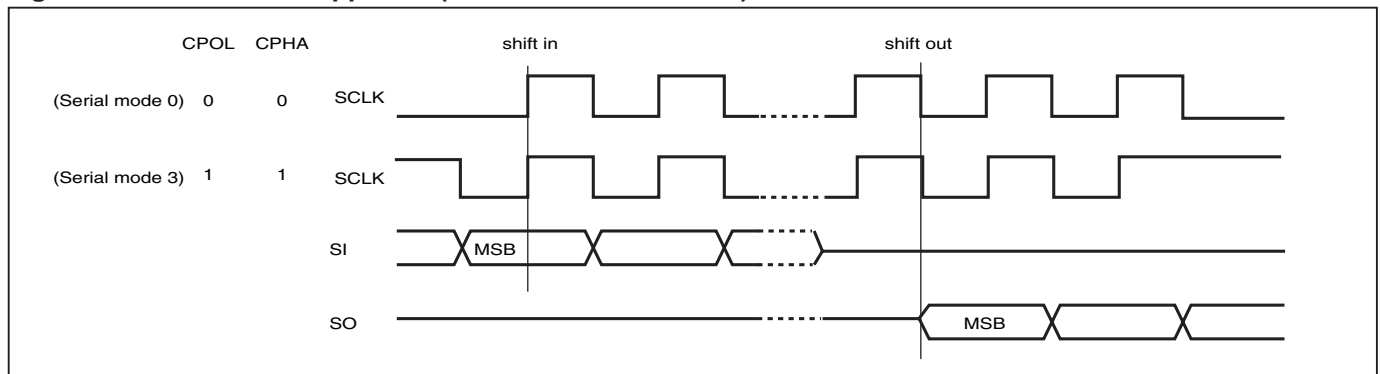 CPOL CPHA shift in shift out
(Serial mode 0) 0 0 SCLK
(Serial mode 3) 1 1 SCLK
SI MSB
SO MSB